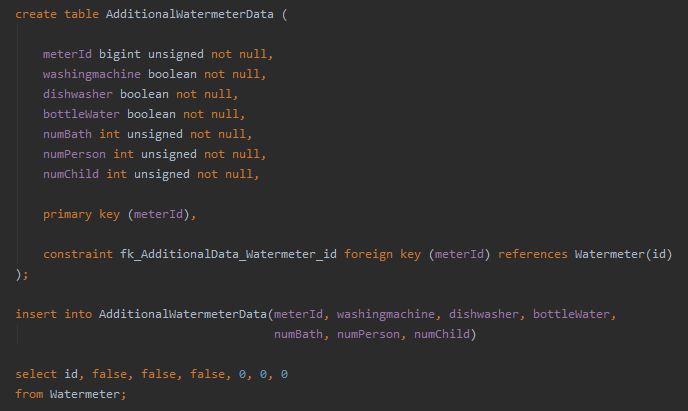 create table AdditionalWatermeterData (
meterId bigint unsigned not null,
washingmachine boolean not null,
dishwasher boolean not null,
bottleWater boolean not null,
numBath int unsigned not null,
numPerson int unsigned not null,
numChild int unsigned not null,
primary key (meterId),
constraint fk_AdditionalData_Watermeter_id foreign key (meterId) references Watermeter(id)
);
insert into AdditionalWatermeterData(meterId, washingmachine, dishwasher, bottleWater,
numBath, numPerson, numChild)
select id, false, false, false, 0, 0, 0
from Watermeter;